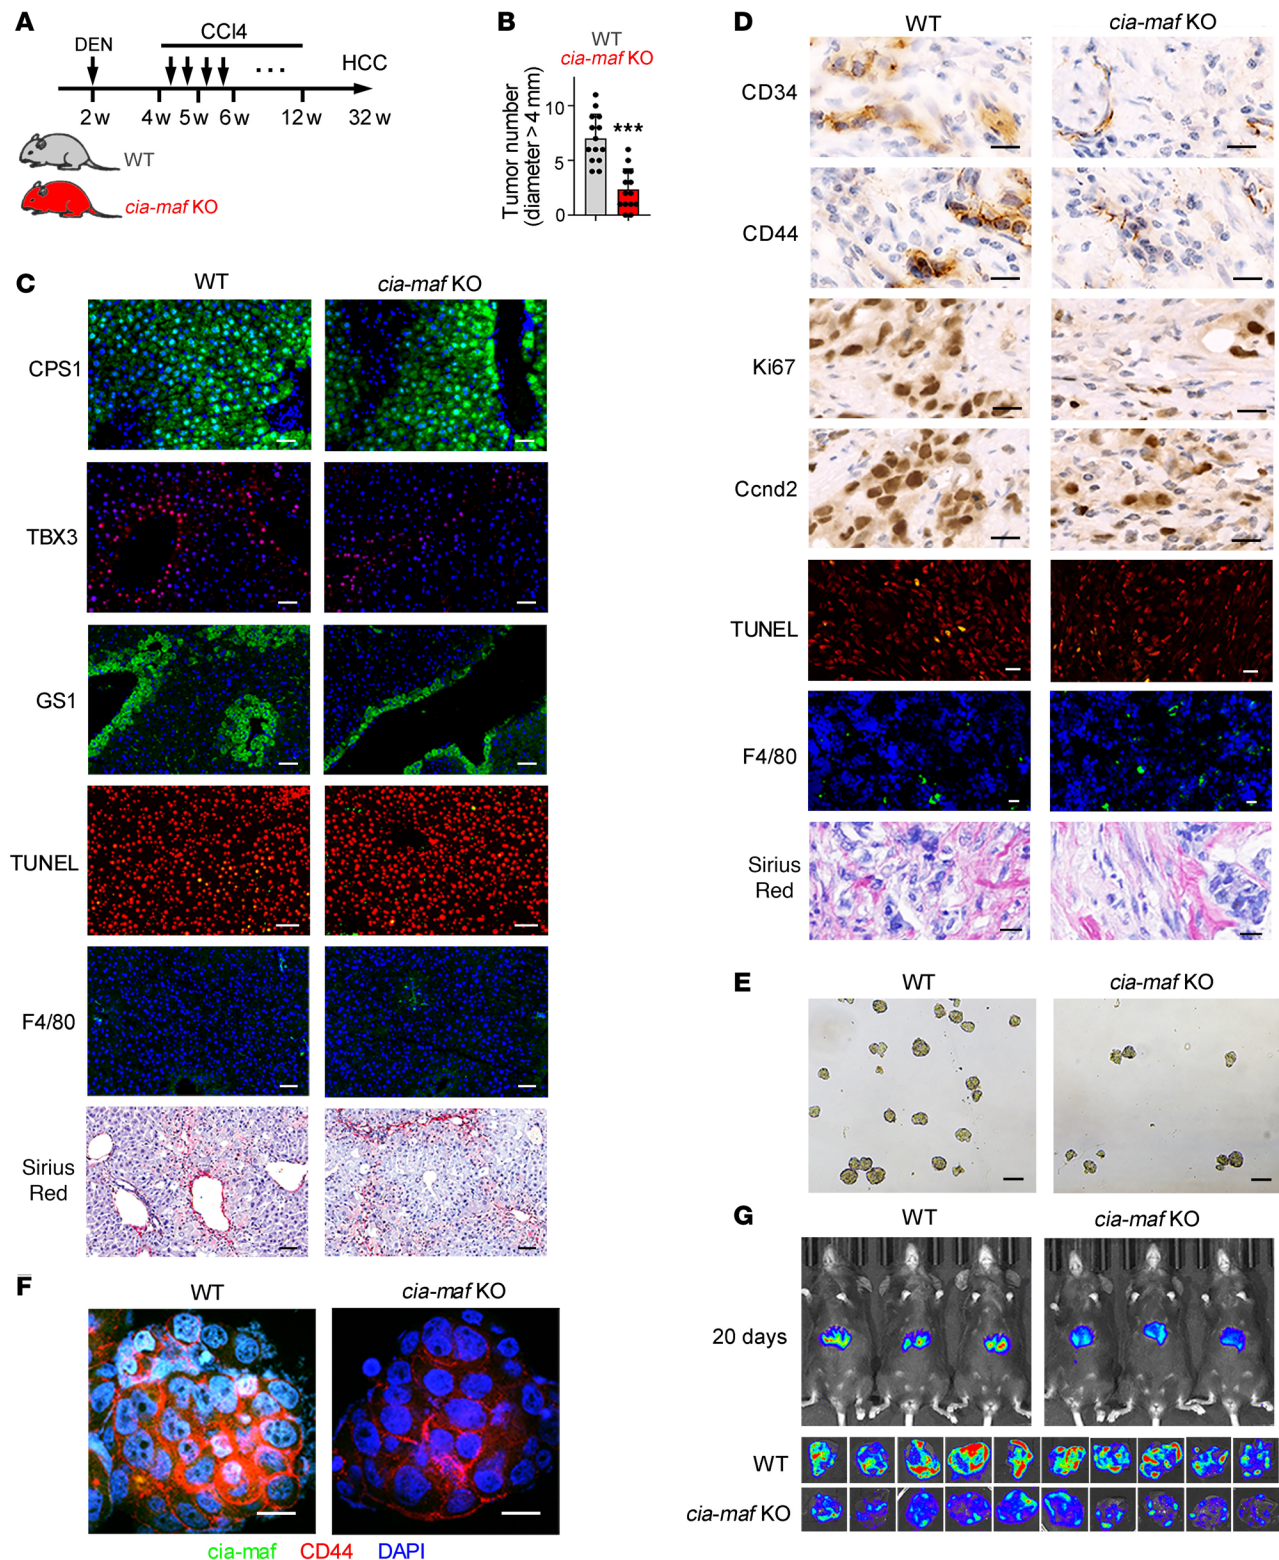 A
DEN
CCl4
HCC
2 w
4 w
5 w
6 w
12 w
32 w
WT
cia-maf KO
B
WT
cia-maf KO
Tumor number
(diameter > 4 mm)
10
5
0
***
C
WT
cia-maf KO
CPS1
TBX3
GS1
TUNEL
F4/80
Sirius
Red
D
WT
cia-maf KO
CD34
CD44
Ki67
Ccnd2
TUNEL
F4/80
Sirius
Red
E
WT
cia-maf KO
F
WT
cia-maf KO
cia-maf CD44 DAPI
G
WT
cia-maf KO
20 days
WT
cia-maf KO